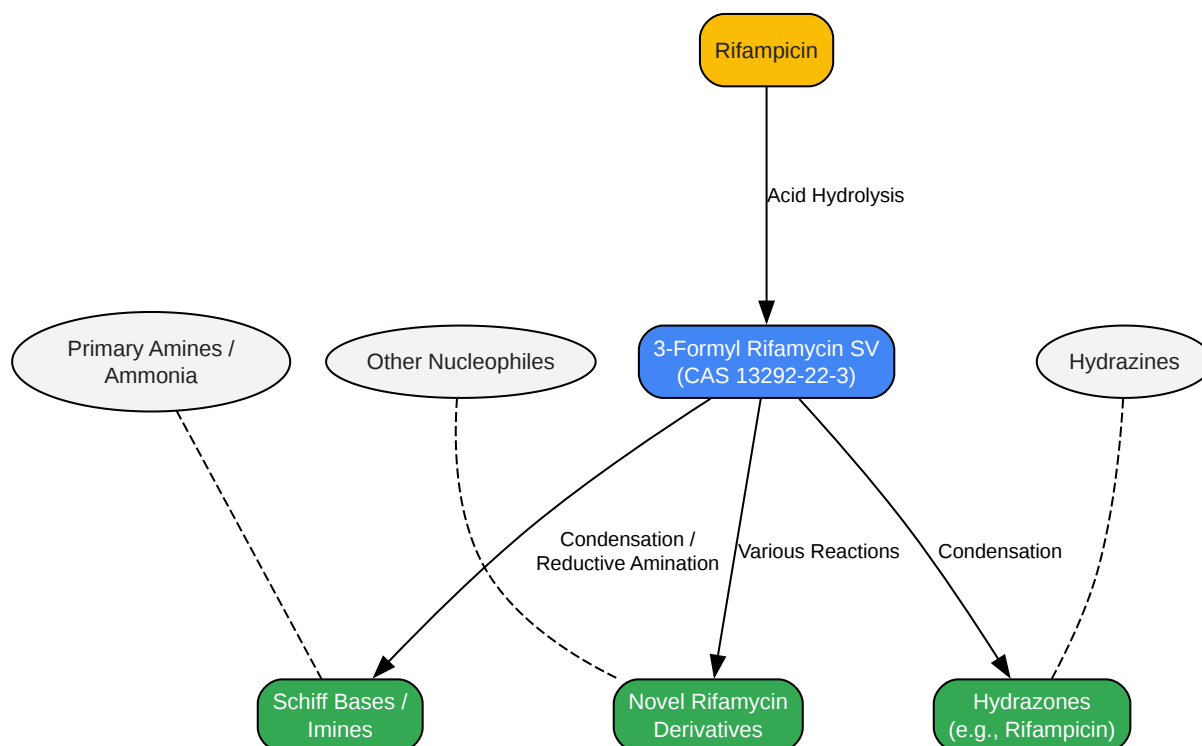 Rifampicin
Acid Hydrolysis
Primary Amines /
Ammonia
Other Nucleophiles
3-Formyl Rifamycin SV
(CAS 13292-22-3)
Hydrazines
Condensation /
Reductive Amination
Various Reactions
Condensation
Schiff Bases /
Imines
Novel Rifamycin
Derivatives
Hydrazones
(e.g., Rifampicin)